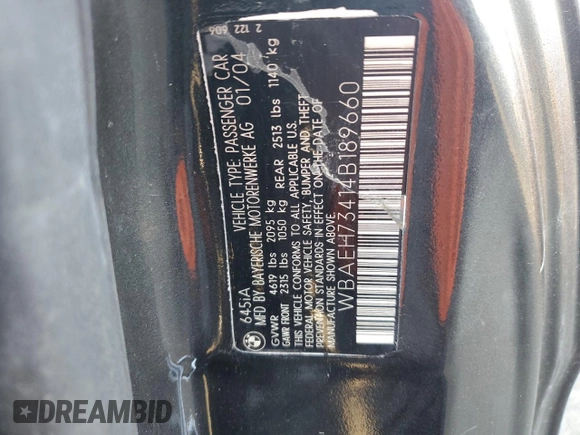 2 122 606
645iA
VEHICLE TYPE: PASSENGER CAR
MFD BY BAYERISCHE MOTORENWERKE AG 01/04
GVWR 4619 lbs 2095 kg
GAWR FRONT 2315 lbs 1050 kg REAR 2513 lbs 1140 kg
THIS VEHICLE CONFORMS TO ALL APPLICABLE U.S.
FEDERAL MOTOR VEHICLE SAFETY, BUMPER AND THEFT
PREVENTION STANDARDS IN EFFECT ON THE DATE OF
MANUFACTURE SHOWN ABOVE.
WBAEH73414B189660
DREAMBID